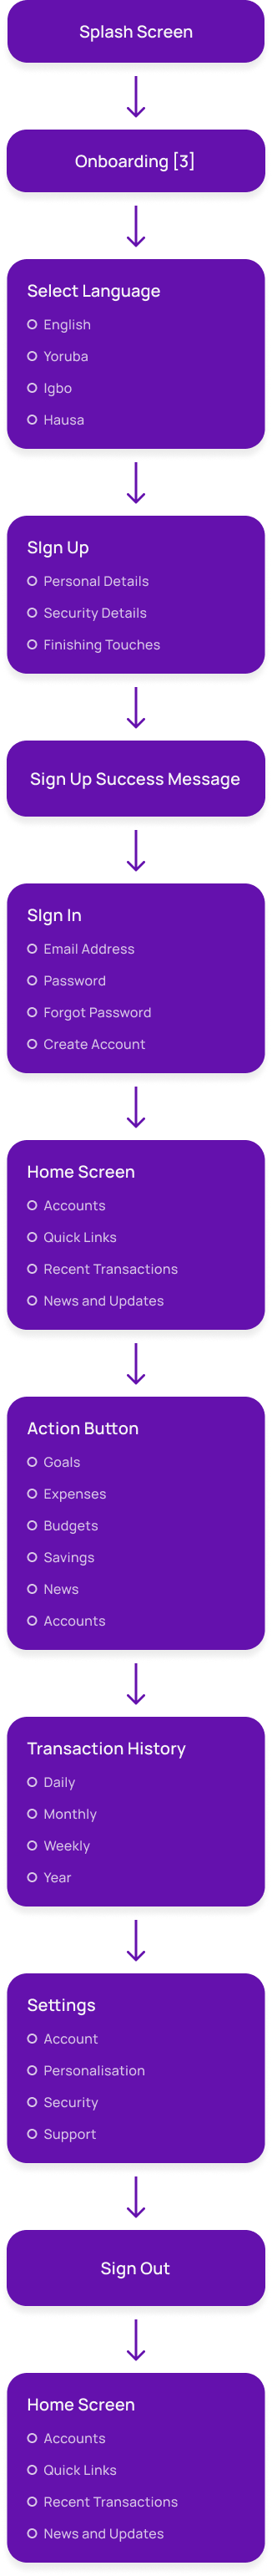 Splash Screen
Onboarding [3]
Select Language
English
Yoruba
Igbo
Hausa
SIgn Up
Personal Details
Security Details
Finishing Touches
Sign Up Success Message
SIgn In
Email Address
Password
Forgot Password
Create Account
Home Screen
Accounts
Quick Links
Recent Transactions
News and Updates
Action Button
Goals
Expenses
Budgets
Savings
News
Accounts
Transaction History
Daily
Monthly
Weekly
Year
Settings
Account
Personalisation
Security
Support
Sign Out
Home Screen
Accounts
Quick Links
Recent Transactions
News and Updates